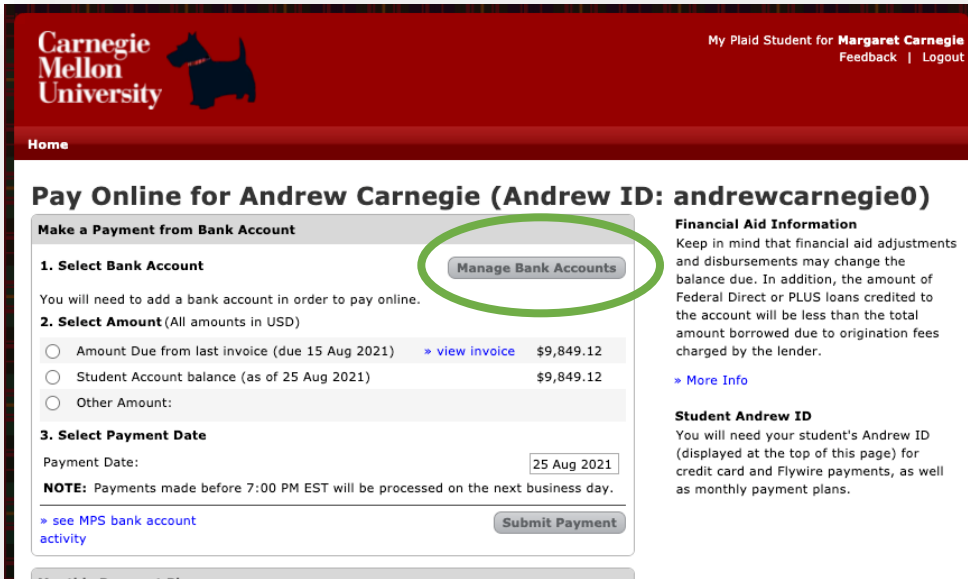 Carnegie
Mellon
University
My Plaid Student for Margaret Carnegie
Feedback | Logout
Home
Pay Online for Andrew Carnegie (Andrew ID: andrewcarnegie0)
Make a Payment from Bank Account
1. Select Bank Account
Manage Bank Accounts
You will need to add a bank account in order to pay online.
2. Select Amount (All amounts in USD)
Amount Due from last invoice (due 15 Aug 2021) » view invoice $9,849.12
Student Account balance (as of 25 Aug 2021) $9,849.12
Other Amount:
3. Select Payment Date
Payment Date: 25 Aug 2021
NOTE: Payments made before 7:00 PM EST will be processed on the next business day.
» see MPS bank account
activity
Submit Payment
Financial Aid Information
Keep in mind that financial aid adjustments
and disbursements may change the
balance due. In addition, the amount of
Federal Direct or PLUS loans credited to
the account will be less than the total
amount borrowed due to origination fees
charged by the lender.
» More Info
Student Andrew ID
You will need your student's Andrew ID
(displayed at the top of this page) for
credit card and Flywire payments, as well
as monthly payment plans.